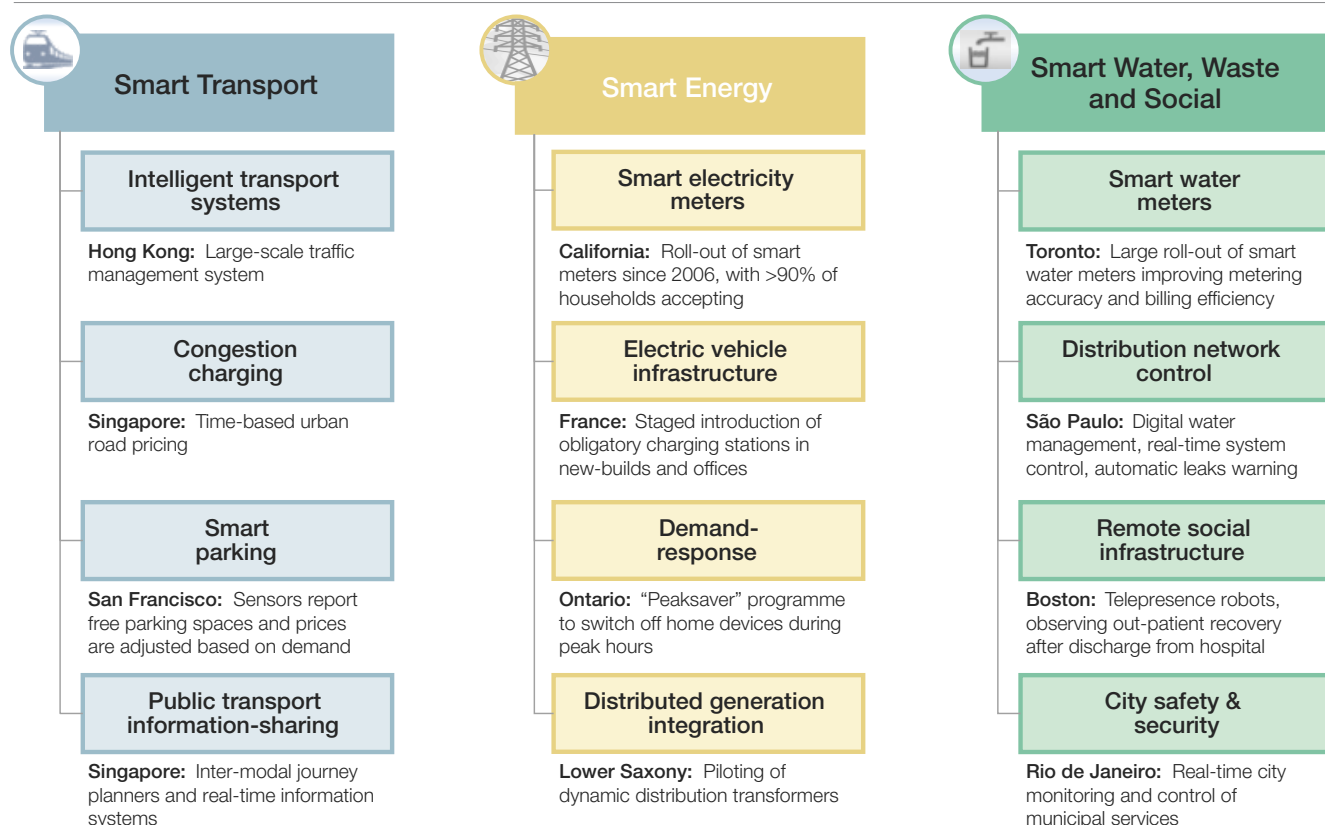 Smart Transport
Intelligent transport
systems
Hong Kong: Large-scale traffic
management system
Congestion
charging
Singapore: Time-based urban
road pricing
Smart
parking
San Francisco: Sensors report
free parking spaces and prices
are adjusted based on demand
Public transport
information-sharing
Singapore: Inter-modal journey
planners and real-time information
systems
Smart Energy
Smart electricity
meters
California: Roll-out of smart
meters since 2006, with >90% of
households accepting
Electric vehicle
infrastructure
France: Staged introduction of
obligatory charging stations in
new-builds and offices
Demand-
response
Ontario: “Peaksaver” programme
to switch off home devices during
peak hours
Distributed generation
integration
Lower Saxony: Piloting of
dynamic distribution transformers
Smart Water, Waste
and Social
Smart water
meters
Toronto: Large roll-out of smart
water meters improving metering
accuracy and billing efficiency
Distribution network
control
São Paulo: Digital water
management, real-time system
control, automatic leaks warning
Remote social
infrastructure
Boston: Telepresence robots,
observing out-patient recovery
after discharge from hospital
City safety &
security
Rio de Janeiro: Real-time city
monitoring and control of
municipal services